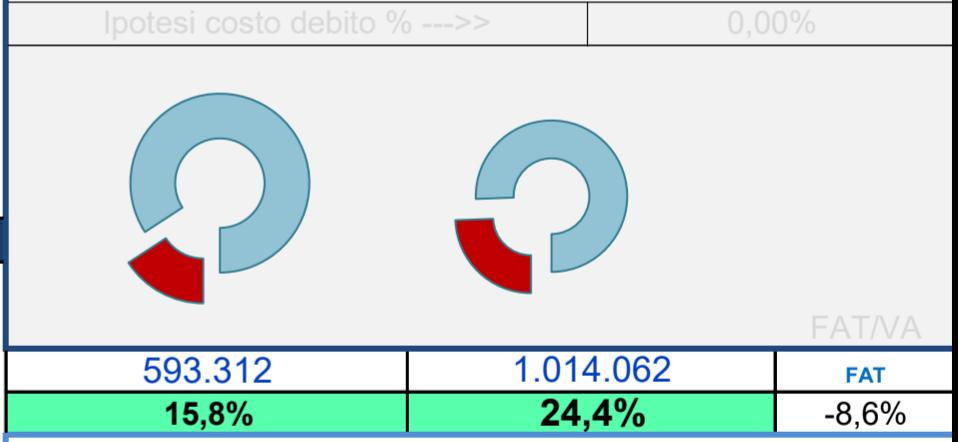 Ipotesi costo debito % --->> 0,00%
FAT/VA
593.312 1.014.062 FAT
15,8% 24,4% -8,6%